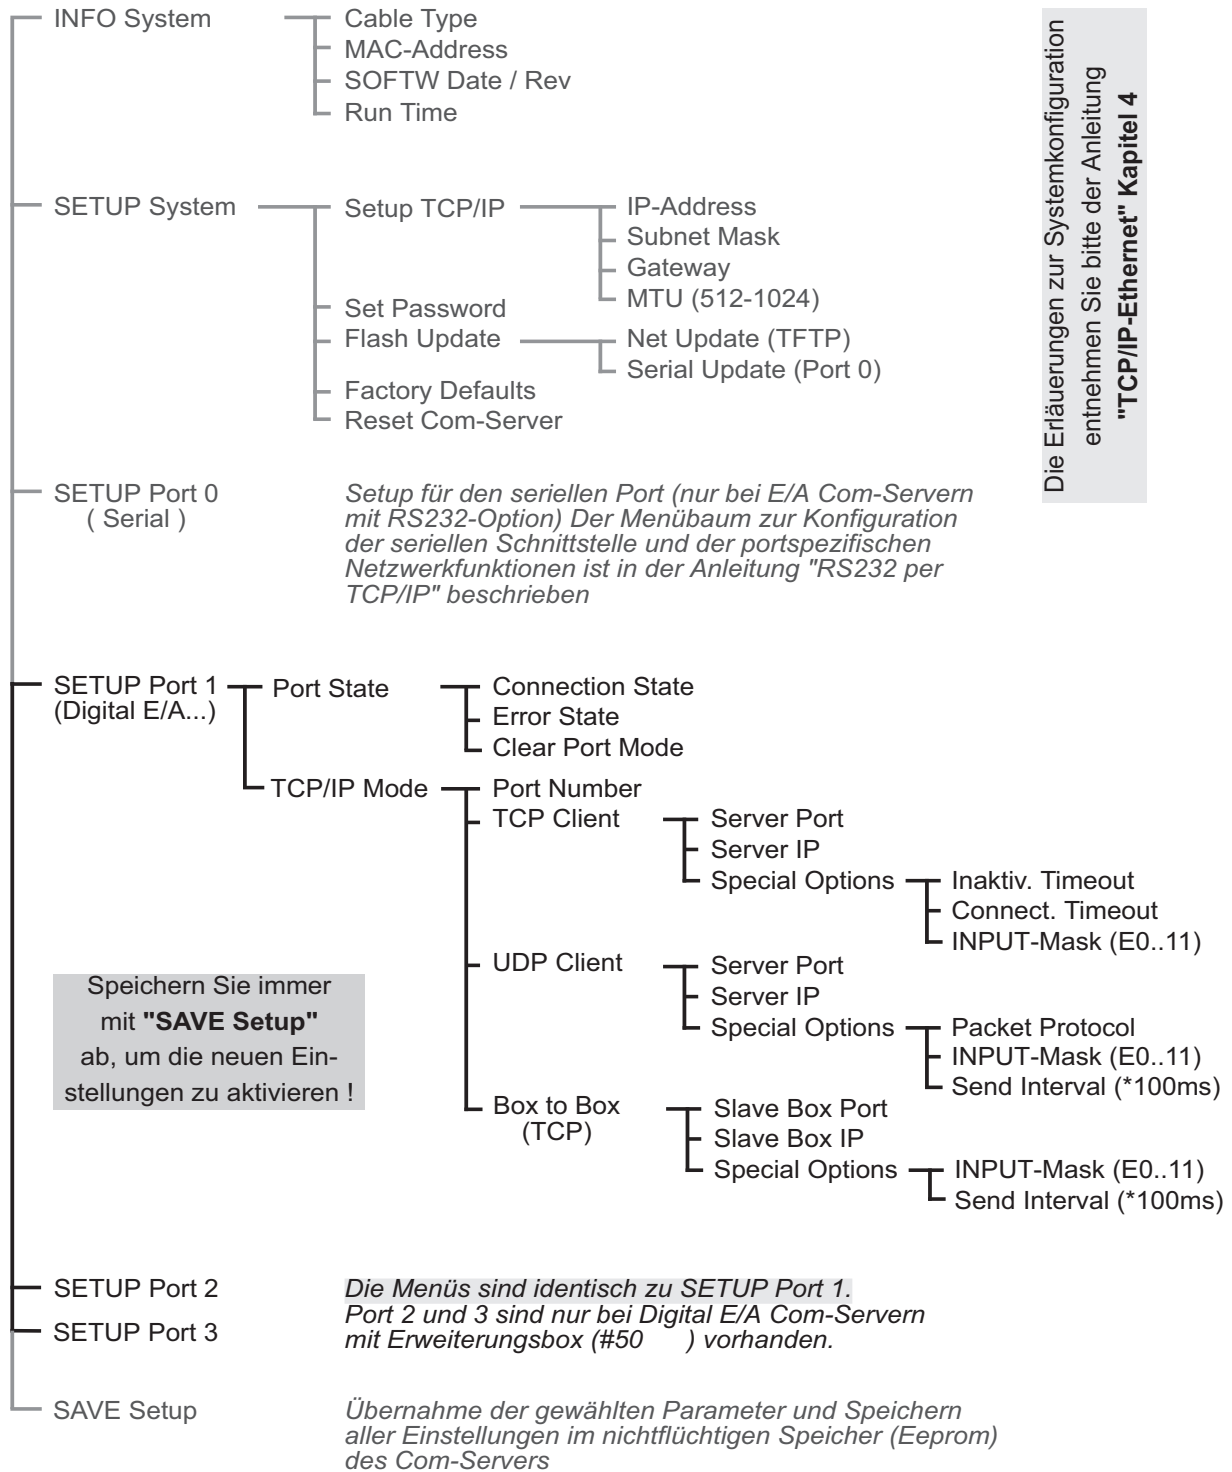 INFO System
Cable Type
MAC-Address
SOFTW Date / Rev
Run Time
Die Erläuerungen zur Systemkonfiguration
entnehmen Sie bitte der Anleitung
"TCP/IP-Ethernet" Kapitel 4
SETUP System
Setup TCP/IP
IP-Address
Subnet Mask
Gateway
MTU (512-1024)
Set Password
Flash Update
Net Update (TFTP)
Serial Update (Port 0)
Factory Defaults
Reset Com-Server
SETUP Port 0
( Serial )
Setup für den seriellen Port (nur bei E/A Com-Servern
mit RS232-Option) Der Menübaum zur Konfiguration
der seriellen Schnittstelle und der portspezifischen
Netzwerkfunktionen ist in der Anleitung "RS232 per
TCP/IP" beschrieben
SETUP Port 1
(Digital E/A...)
Port State
Connection State
Error State
Clear Port Mode
TCP/IP Mode
Port Number
TCP Client
Server Port
Server IP
Special Options
Inaktiv. Timeout
Connect. Timeout
INPUT-Mask (E0..11)
UDP Client
Server Port
Server IP
Special Options
Packet Protocol
INPUT-Mask (E0..11)
Send Interval (*100ms)
Speichern Sie immer
mit "SAVE Setup"
ab, um die neuen Ein-
stellungen zu aktivieren !
Box to Box
(TCP)
Slave Box Port
Slave Box IP
Special Options
INPUT-Mask (E0..11)
Send Interval (*100ms)
SETUP Port 2
SETUP Port 3
Die Menüs sind identisch zu SETUP Port 1.
Port 2 und 3 sind nur bei Digital E/A Com-Servern
mit Erweiterungsbox (#50 ) vorhanden.
SAVE Setup
Übernahme der gewählten Parameter und Speichern
aller Einstellungen im nichtflüchtigen Speicher (Eeprom)
des Com-Servers